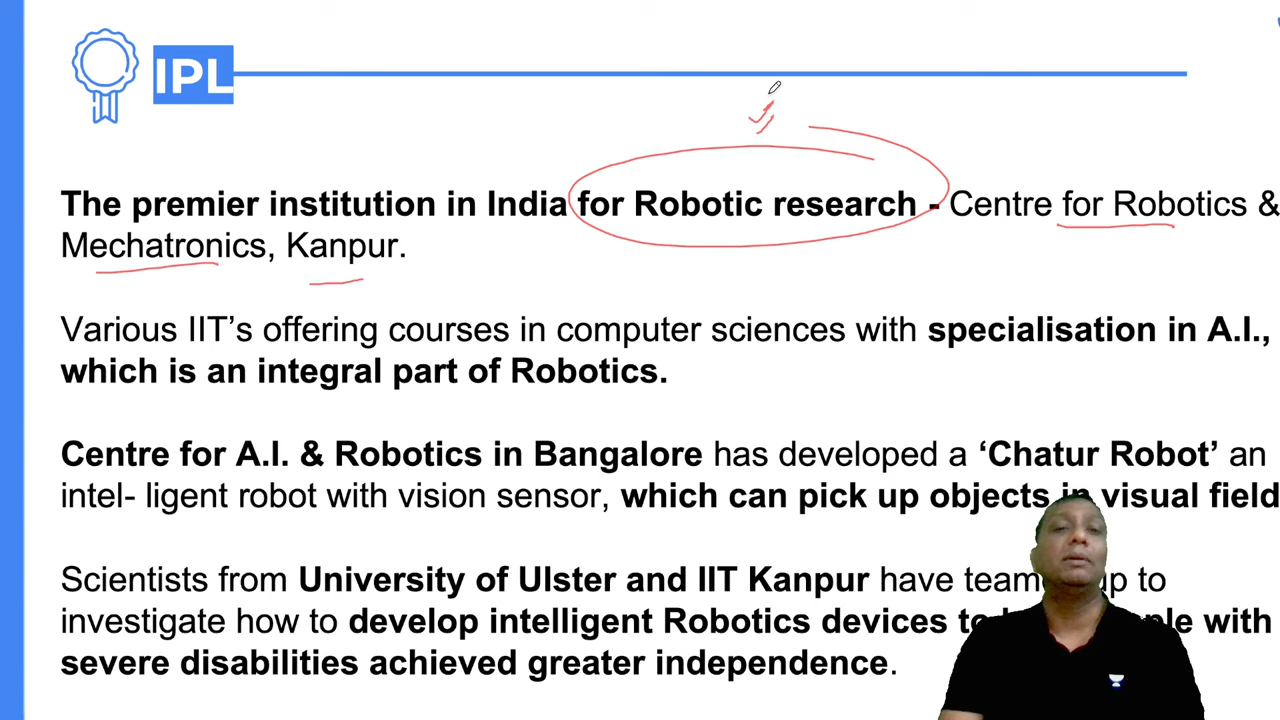 IPL
The premier institution in India for Robotic research - Centre for Robotics &
Mechatronics, Kanpur.
Various IIT’s offering courses in computer sciences with specialisation in A.I.,
which is an integral part of Robotics.
Centre for A.I. & Robotics in Bangalore has developed a ‘Chatur Robot’ an
intel- ligent robot with vision sensor, which can pick up objects in visual field
Scientists from University of Ulster and IIT Kanpur have teamed up to
investigate how to develop intelligent Robotics devices to people with
severe disabilities achieved greater independence.